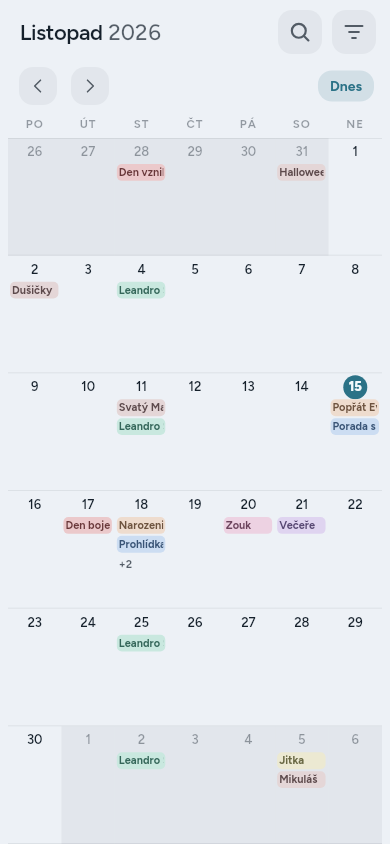 Listopad 2026
Dnes
PO ÚT ST ČT PÁ SO NE
26 27 28 29 30 31 1
Den vzni Hallowee
2 3 4 5 6 7 8
Dušičky Leandro
9 10 11 12 13 14 15
Svatý Ma Popřát Ev
Leandro Porada s
16 17 18 19 20 21 22
Den boje Narozeni Zouk Večeře
Prohlídka
+2
23 24 25 26 27 28 29
Leandro
30 1 2 3 4 5 6
Leandro Jitka
Mikuláš